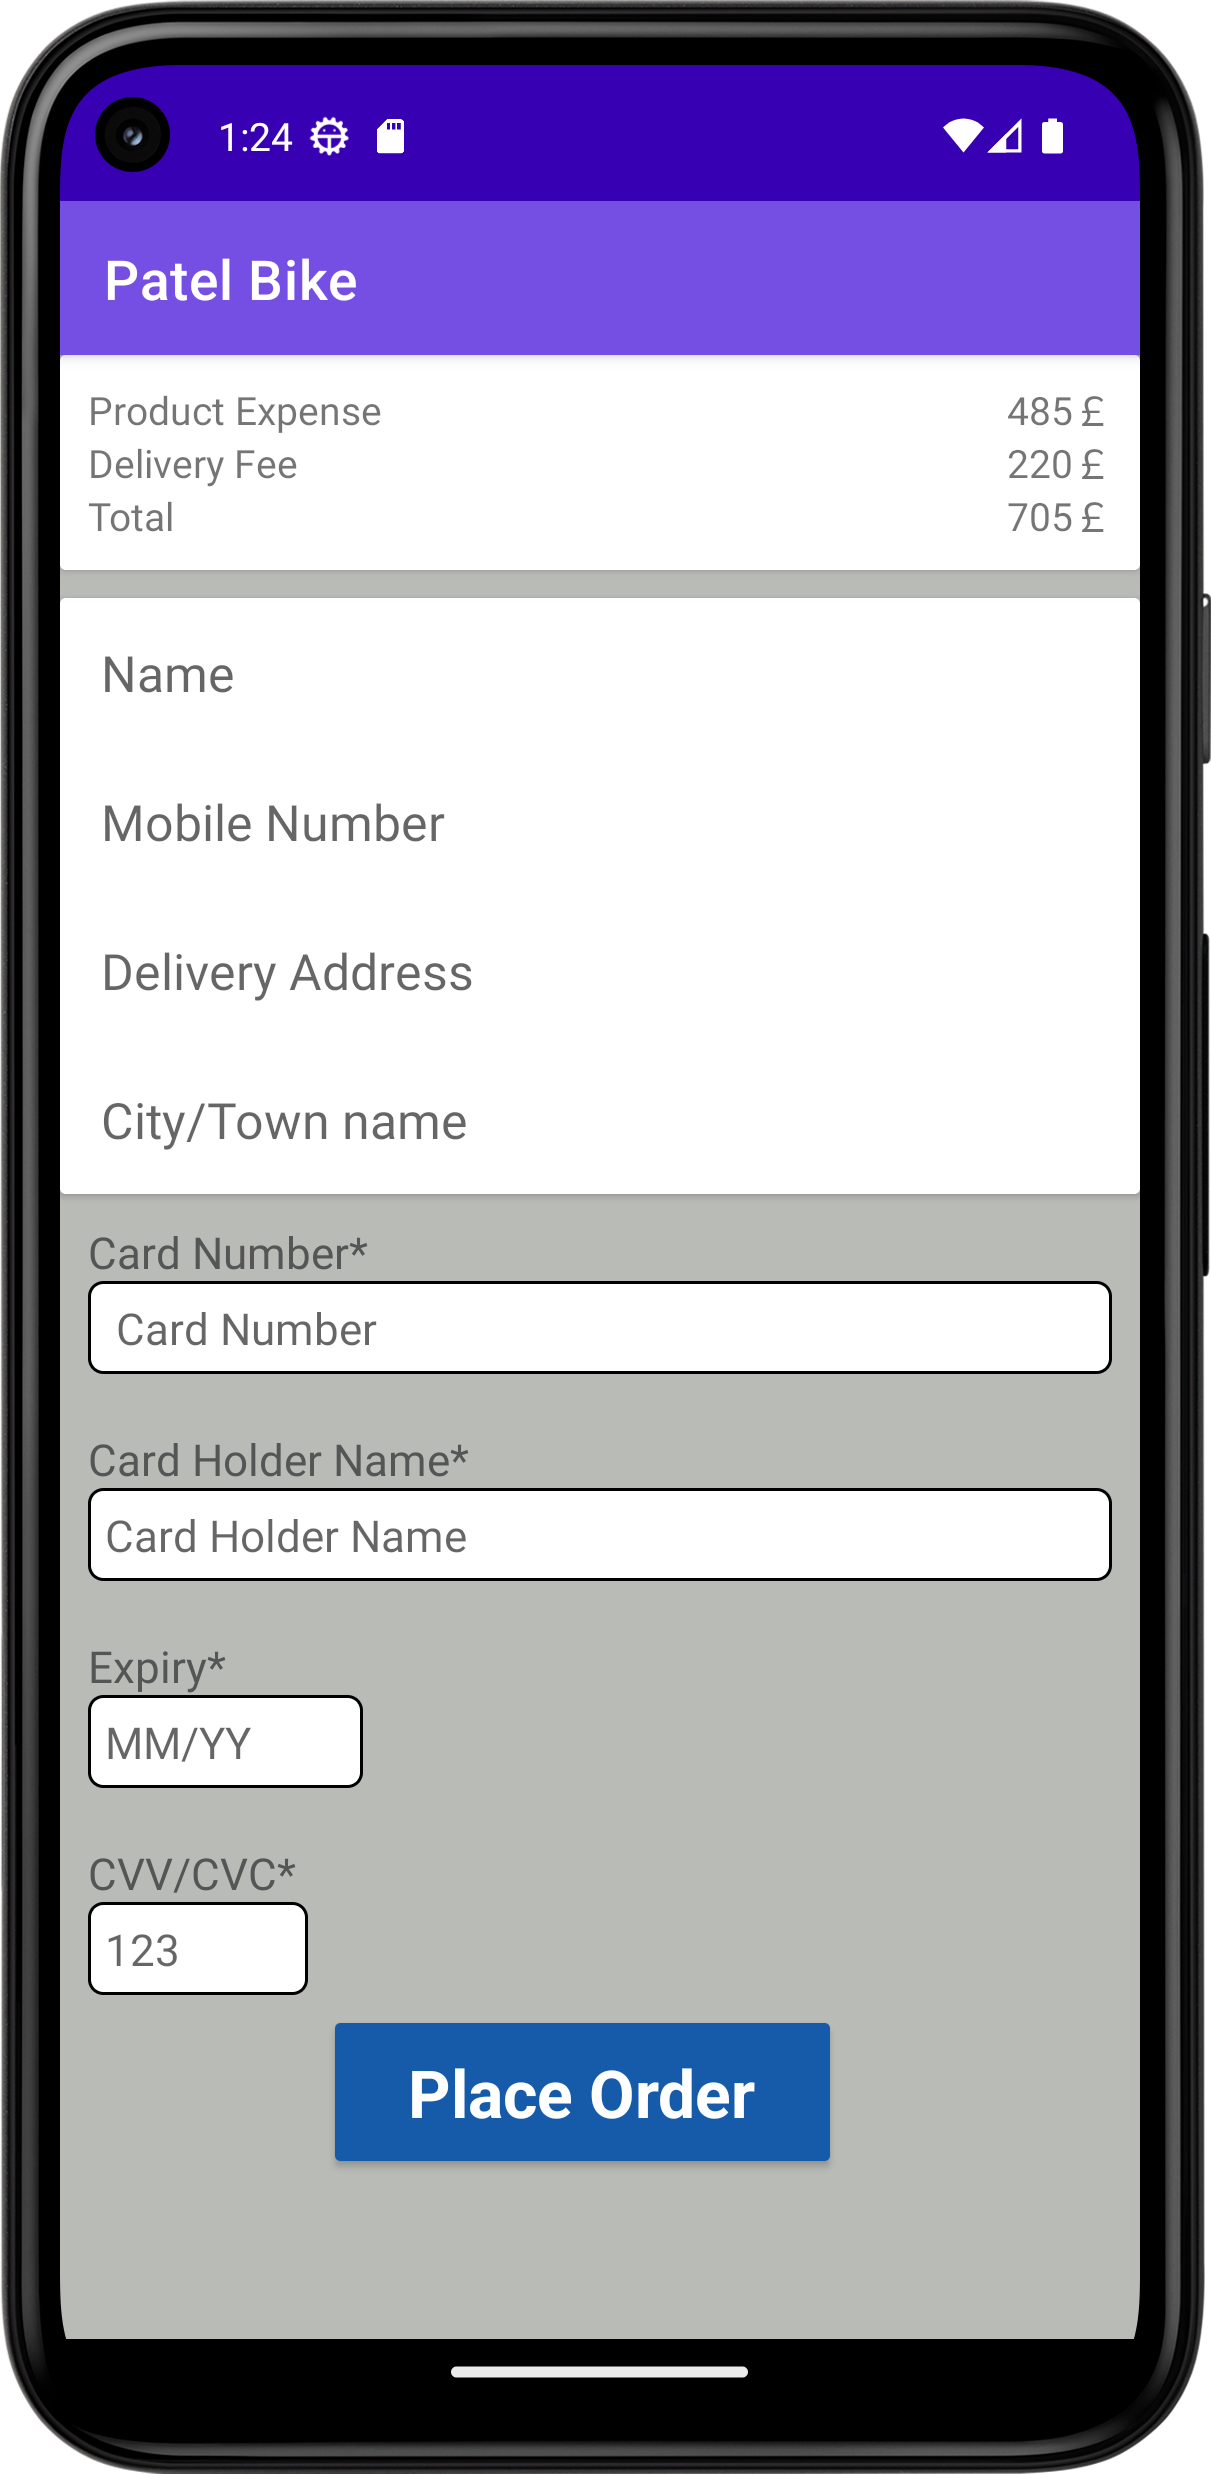 1:24
Patel Bike
Product Expense 485 £
Delivery Fee 220 £
Total 705 £
Name
Mobile Number
Delivery Address
City/Town name
Card Number*
Card Number
Card Holder Name*
Card Holder Name
Expiry*
MM/YY
CVV/CVC*
123
Place Order